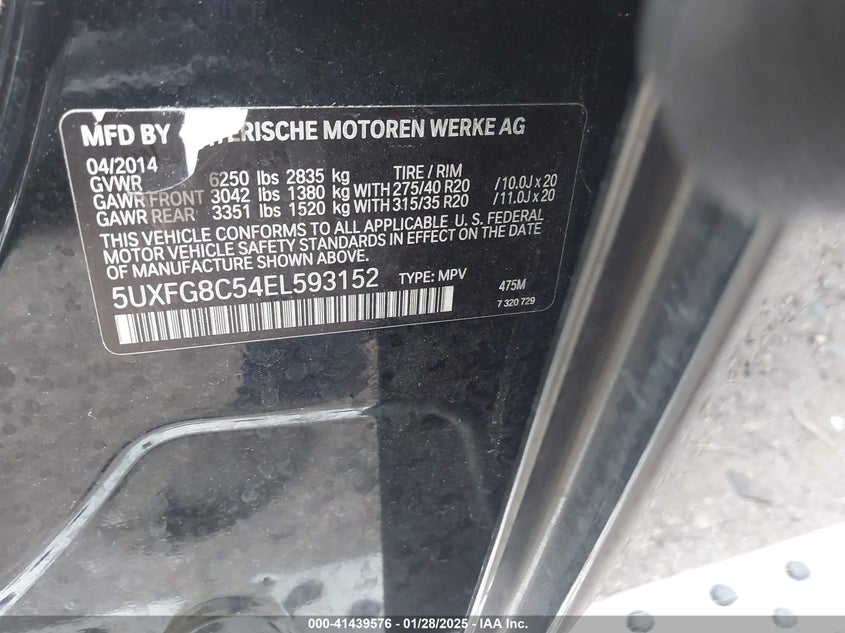 MFD BY ERISCHE MOTOREN WERKE AG
04/2014
GVWR 6250 lbs 2835 kg TIRE / RIM
GAWR FRONT 3042 lbs 1380 kg WITH 275/40 R20 /10.0J x 20
GAWR REAR 3351 lbs 1520 kg WITH 315/35 R20 /11.0J x 20
THIS VEHICLE CONFORMS TO ALL APPLICABLE U. S. FEDERAL
MOTOR VEHICLE SAFETY STANDARDS IN EFFECT ON THE DATE
OF MANUFACTURE SHOWN ABOVE.
5UXFG8C54EL593152 TYPE: MPV 475M
7 320 729
000-41439576 - 01/28/2025 - IAA Inc.